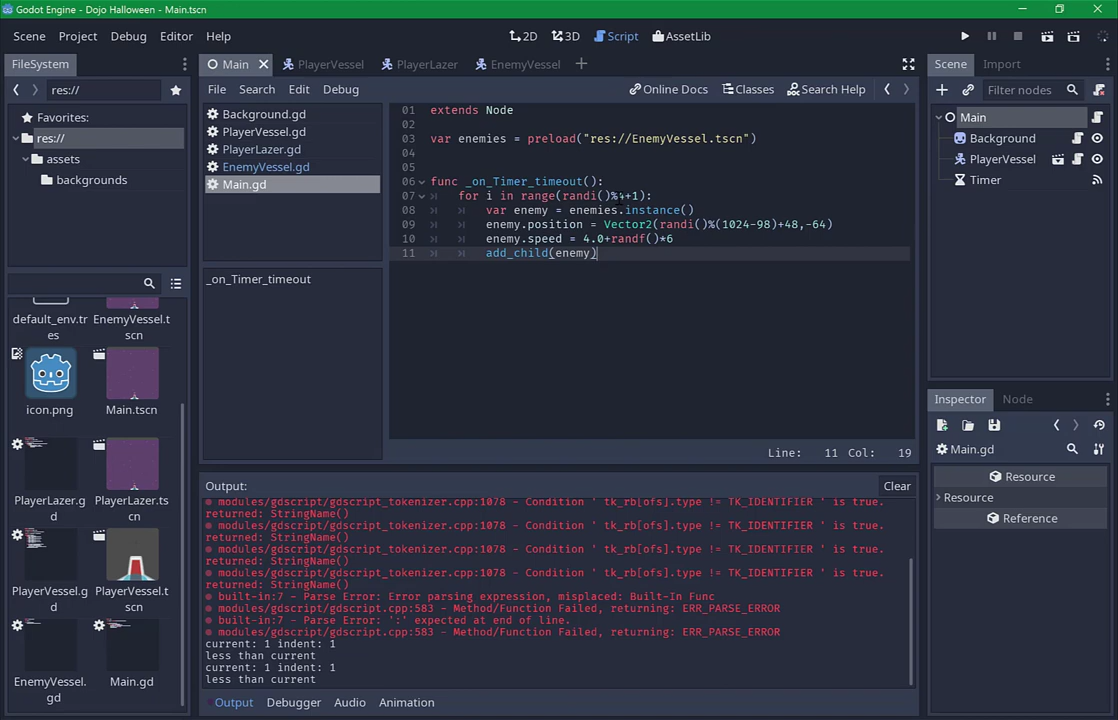 Godot Engine - Dojo Halloween - Main.tscn
Scene Project Debug Editor Help
2D 3D Script AssetLib
FileSystem
Main PlayerVessel PlayerLazer EnemyVessel
Scene Import
res://
File Search Edit Debug
Online Docs Classes Search Help
Filter nodes
Favorites:
res://
assets
backgrounds
Background.gd
PlayerVessel.gd
PlayerLazer.gd
EnemyVessel.gd
Main.gd
01 extends Node
02
03 var enemies = preload("res://EnemyVessel.tscn")
04
05
06 func _on_Timer_timeout():
07 for i in range(randi()% +1):
08 var enemy = enemies.instance()
09 enemy.position = Vector2(randi()%(1024-98)+48,-64)
10 enemy.speed = 4.0+randf()*6
11 add_child(enemy)
Main
Background
PlayerVessel
Timer
_on_Timer_timeout
default_env.tres
EnemyVessel.tscn
icon.png
Main.tscn
PlayerLazer.gd
PlayerLazer.tscn
PlayerVessel.gd
PlayerVessel.tscn
EnemyVessel.gd
Main.gd
Line: 11 Col: 19
Inspector Node
Main.gd
Resource
Resource
Reference
Output:
Clear
modules/gdscript/gdscript_tokenizer.cpp:1078 - Condition ' tk_rb[ofs].type != TK_IDENTIFIER ' is true.
returned: StringName()
modules/gdscript/gdscript_tokenizer.cpp:1078 - Condition ' tk_rb[ofs].type != TK_IDENTIFIER ' is true.
returned: StringName()
modules/gdscript/gdscript_tokenizer.cpp:1078 - Condition ' tk_rb[ofs].type != TK_IDENTIFIER ' is true.
returned: StringName()
modules/gdscript/gdscript_tokenizer.cpp:1078 - Condition ' tk_rb[ofs].type != TK_IDENTIFIER ' is true.
returned: StringName()
built-in:7 - Parse Error: Error parsing expression, misplaced: Built-In Func
modules/gdscript/gdscript.cpp:583 - Method/Function Failed, returning: ERR_PARSE_ERROR
built-in:7 - Parse Error: ':' expected at end of line.
modules/gdscript/gdscript.cpp:583 - Method/Function Failed, returning: ERR_PARSE_ERROR
current: 1 indent: 1
less than current
current: 1 indent: 1
less than current
Output Debugger Audio Animation